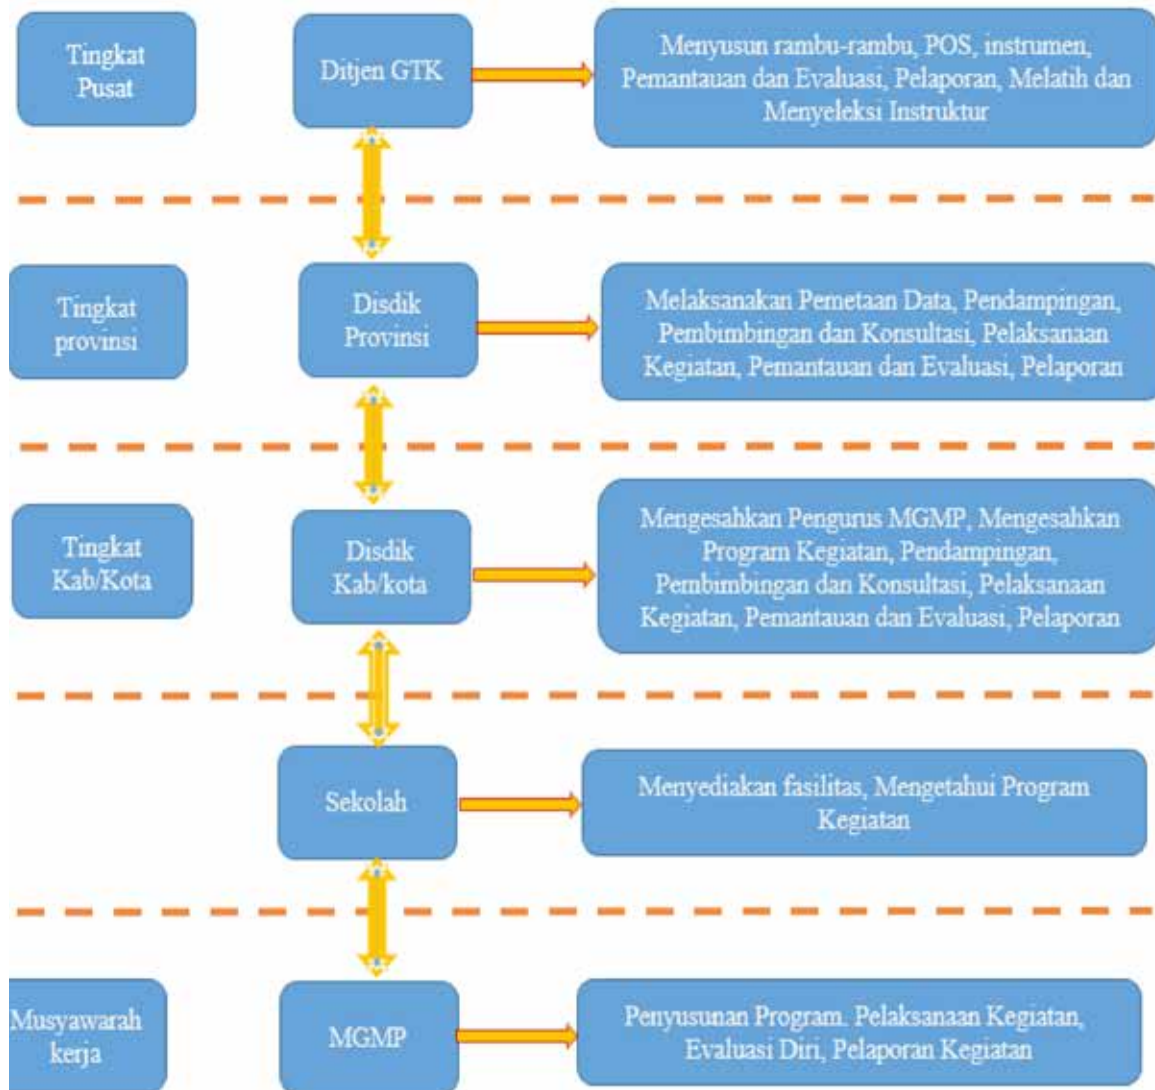 Tingkat
Pusat
Ditjen GTK
Menyusun rambu-rambu, POS, instrumen,
Pemantauan dan Evaluasi, Pelaporan, Melatih dan
Menyeleksi Instruktur
Tingkat
provinsi
Disdik
Provinsi
Melaksanakan Pemetaan Data, Pendampingan,
Pembimbingan dan Konsultasi, Pelaksanaan
Kegiatan, Pemantauan dan Evaluasi, Pelaporan
Tingkat
Kab/Kota
Disdik
Kab/kota
Mengesahkan Pengurus MGMP, Mengesahkan
Program Kegiatan, Pendampingan,
Pembimbingan dan Konsultasi, Pelaksanaan
Kegiatan, Pemantauan dan Evaluasi, Pelaporan
Sekolah
Menyediakan fasilitas, Mengetahui Program
Kegiatan
Musyawarah
kerja
MGMP
Penyusunan Program. Pelaksanaan Kegiatan,
Evaluasi Diri, Pelaporan Kegiatan